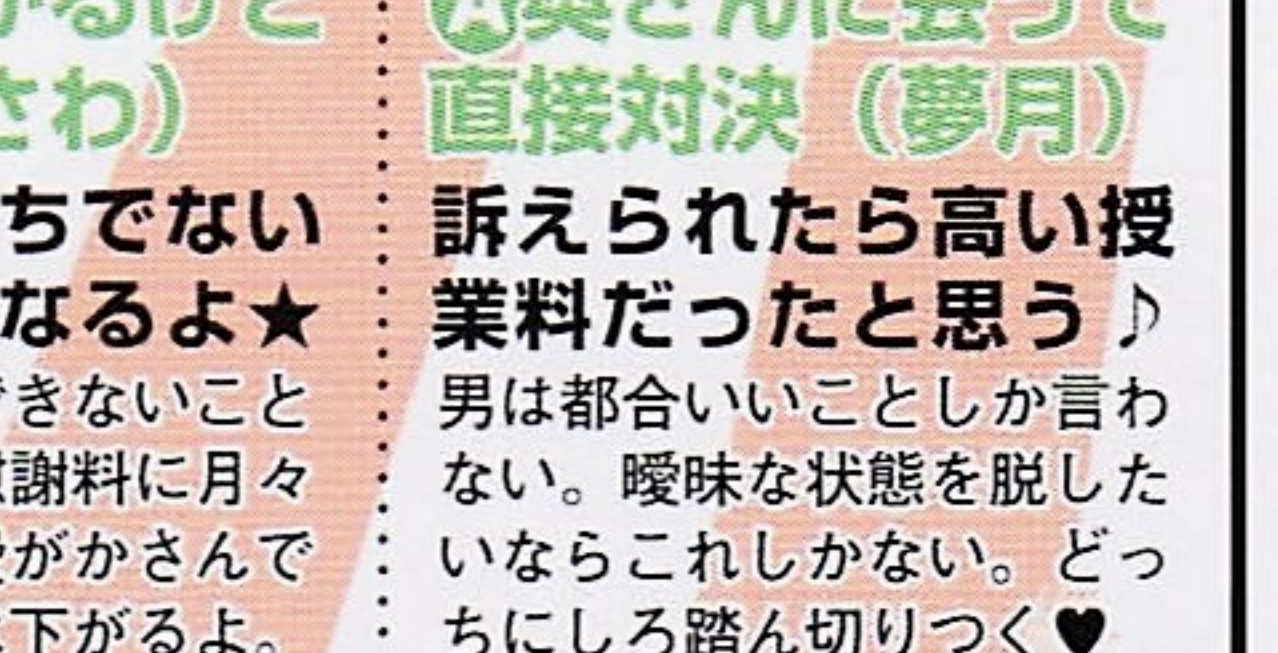 るけど
さわ）
ちでない
なるよ★
きないこと
謝料に月々
がかさんで
下がるよ。
Ⓐ奥さんに会って
直接対決（夢月）
訴えられたら高い授
業料だったと思う♪
男は都合いいことしか言わ
ない。曖昧な状態を脱した
いならこれしかない。どっ
ちにしろ踏ん切りつく♥